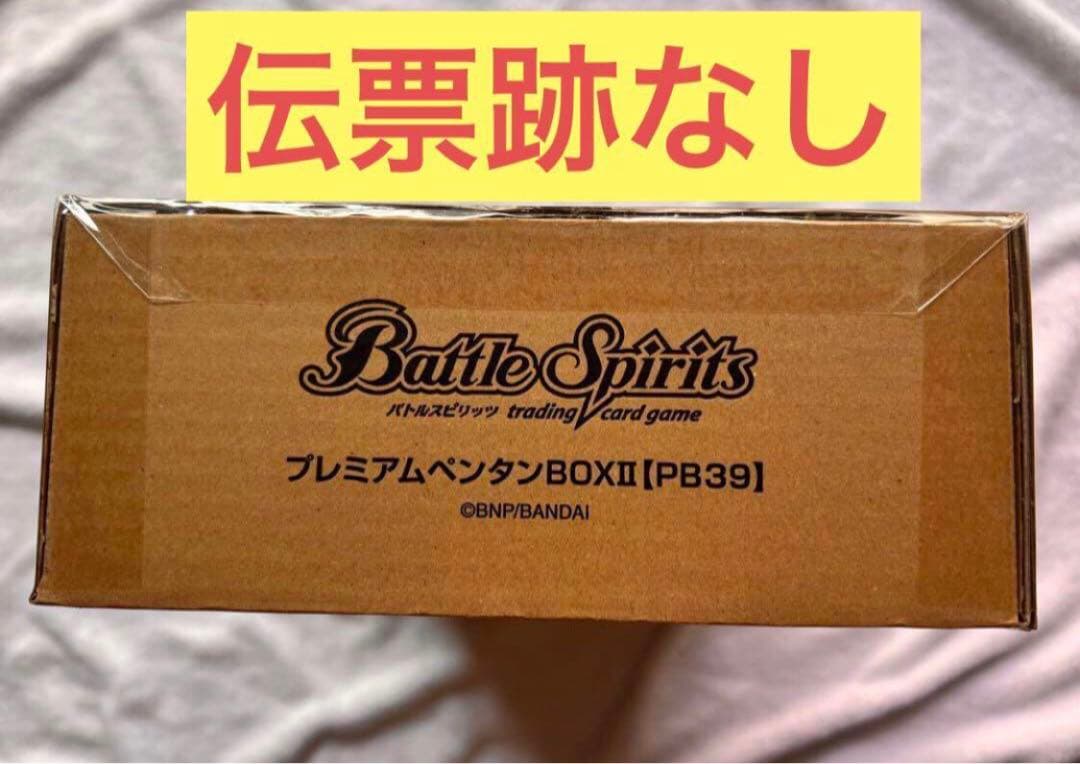 伝票跡なし
Battle Spirits
バトルスピリッツ trading card game
プレミアムペンタンBOXⅡ【PB39】
©BNP/BANDAI